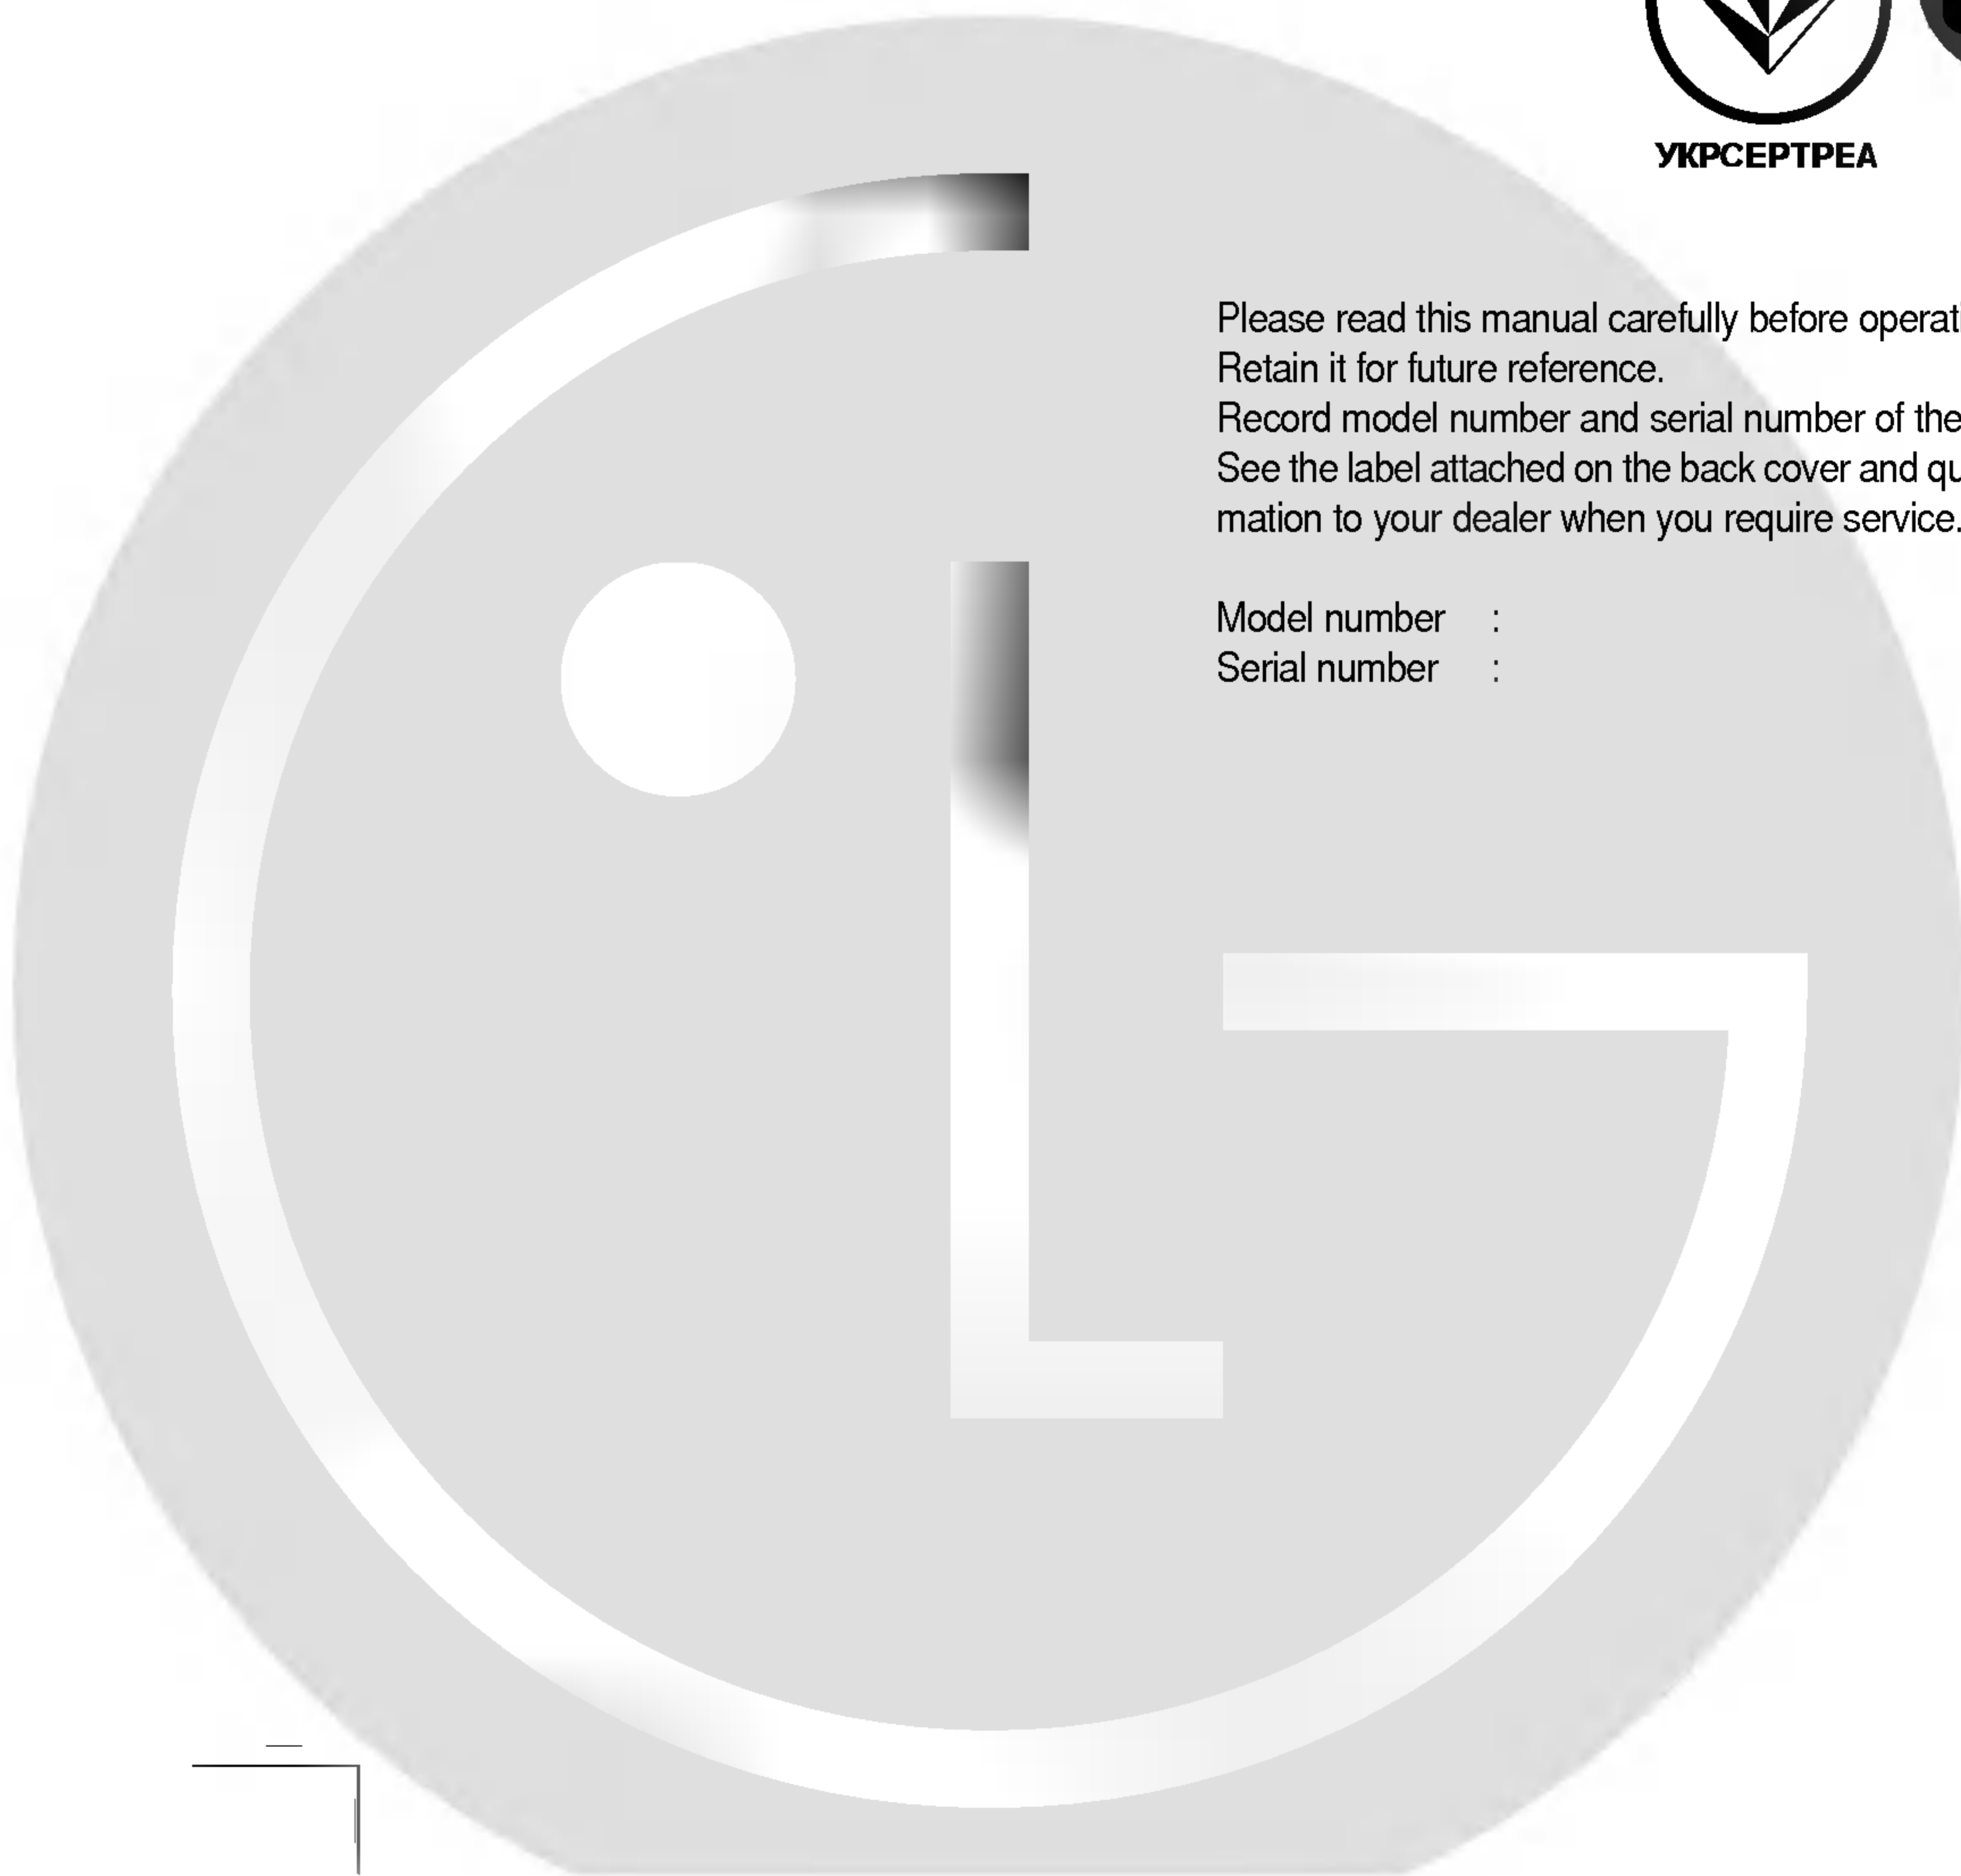 УКРСЕРТРЕА
Please read this manual carefully before
Retain it for future reference.
Record model number and serial number of the
See the label attached on the back cover and
mation to your dealer when you require service.
Model number :
Serial number :
LG